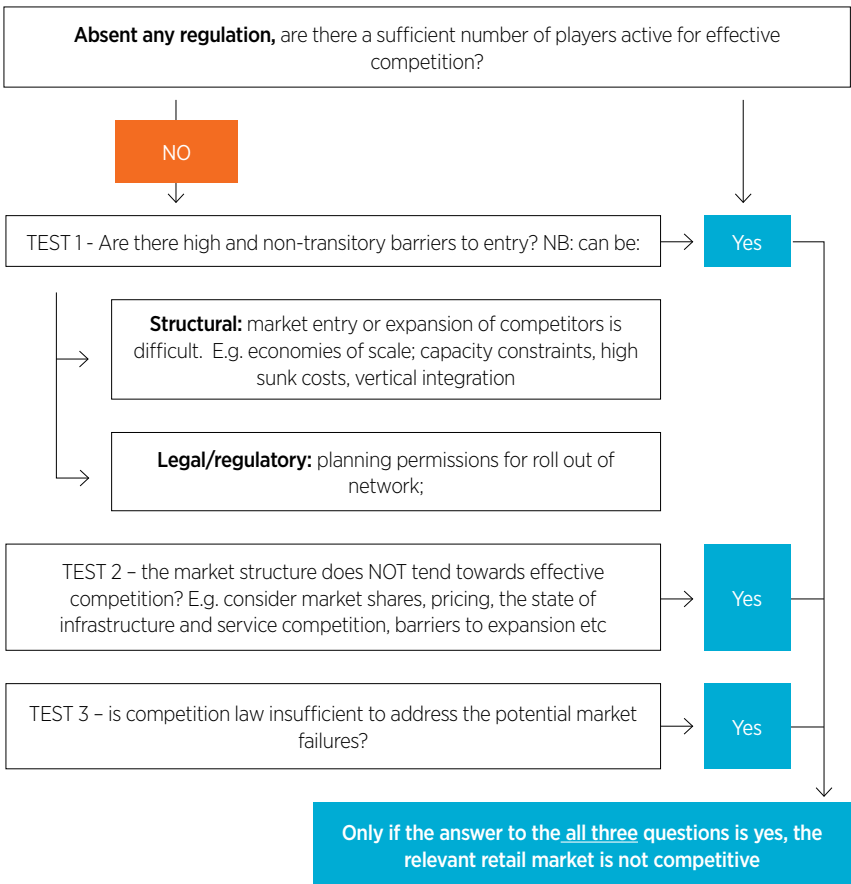 Absent any regulation, are there a sufficient number of players active for effective
competition?
NO
TEST 1 - Are there high and non-transitory barriers to entry? NB: can be:
Yes
Structural: market entry or expansion of competitors is
difficult. E.g. economies of scale; capacity constraints, high
sunk costs, vertical integration
Legal/regulatory: planning permissions for roll out of
network;
TEST 2 – the market structure does NOT tend towards effective
competition? E.g. consider market shares, pricing, the state of
infrastructure and service competition, barriers to expansion etc
Yes
TEST 3 – is competition law insufficient to address the potential market
failures?
Yes
Only if the answer to the all three questions is yes, the
relevant retail market is not competitive